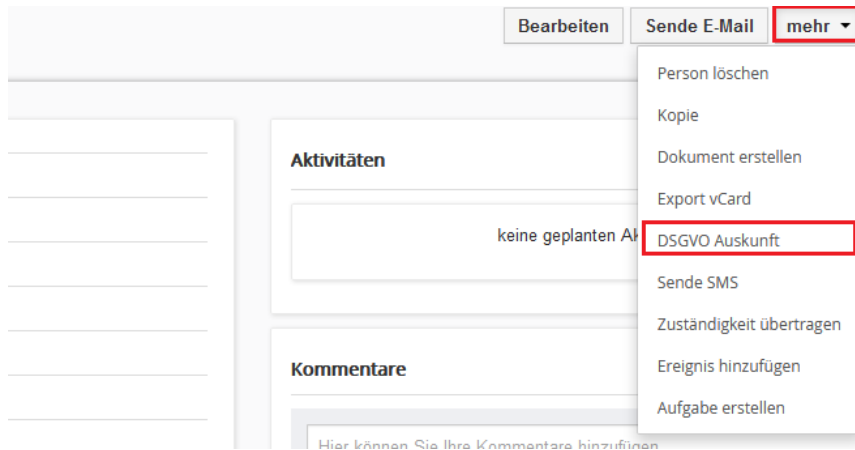 Bearbeiten Sende E-Mail mehr
Person löschen
Kopie
Dokument erstellen
Export vCard
DSGVO Auskunft
Sende SMS
Zuständigkeit übertragen
Ereignis hinzufügen
Aufgabe erstellen
Aktivitäten
keine geplanten
Kommentare
Hier können Sie Ihre Kommentare hinzufügen